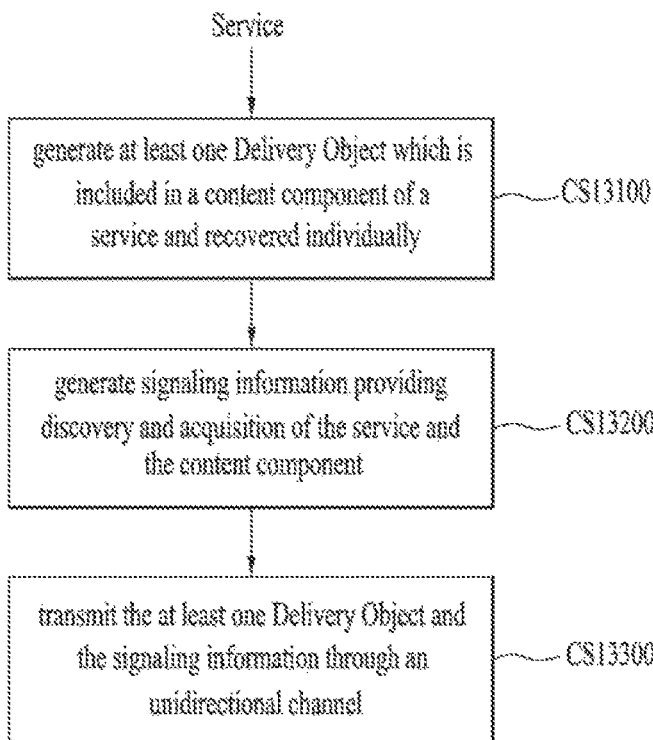 Service
generate at least one Delivery Object which is
included in a content component of a
service and recovered individually
CS13100
generate signaling information providing
discovery and acquisition of the service and
the content component
CS13200
transmit the at least one Delivery Object and
the signaling information through an
unidirectional channel
CS13300